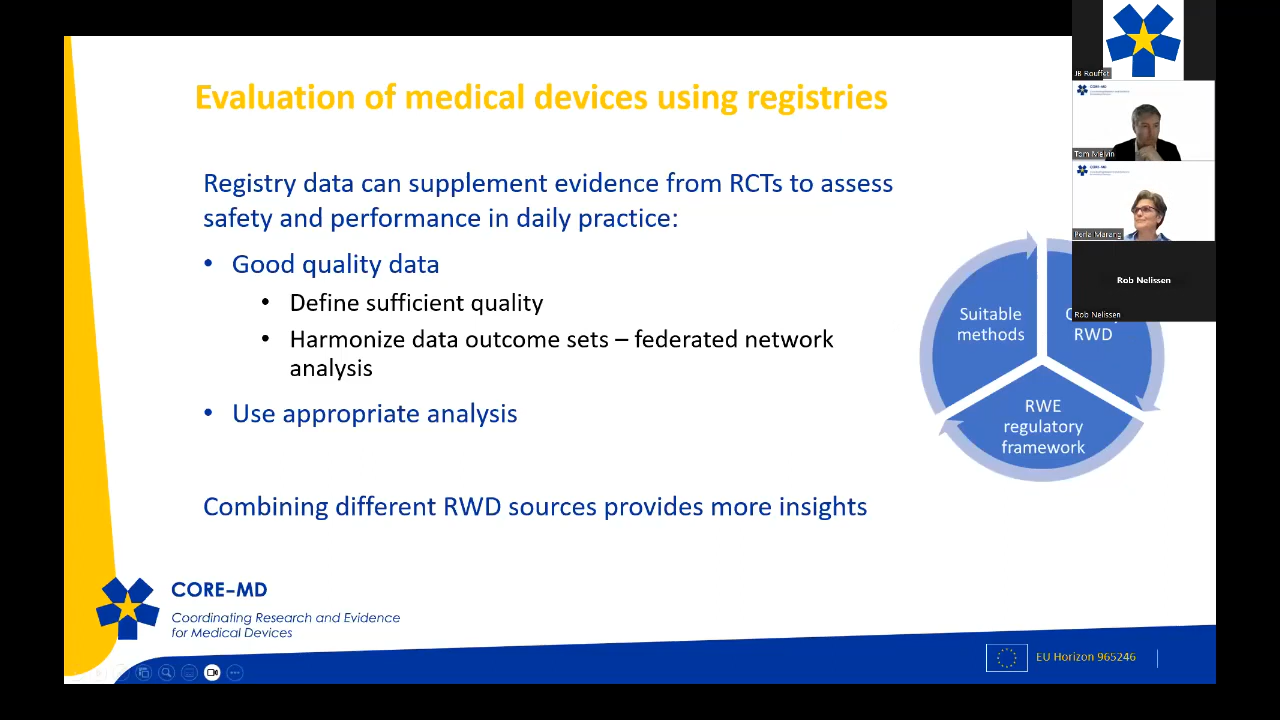 Evaluation of medical devices using registries
Registry data can supplement evidence from RCTs to assess
safety and performance in daily practice:
• Good quality data
• Define sufficient quality
• Harmonize data outcome sets – federated network
analysis
• Use appropriate analysis
Combining different RWD sources provides more insights
Suitable
methods
RWD
RWE
regulatory
framework
JB Rouffet
Tom Melvin
Perla Marang
Rob Nelissen
Rob Nelissen
CORE–MD
Coordinating Research and Evidence
for Medical Devices
EU Horizon 965246